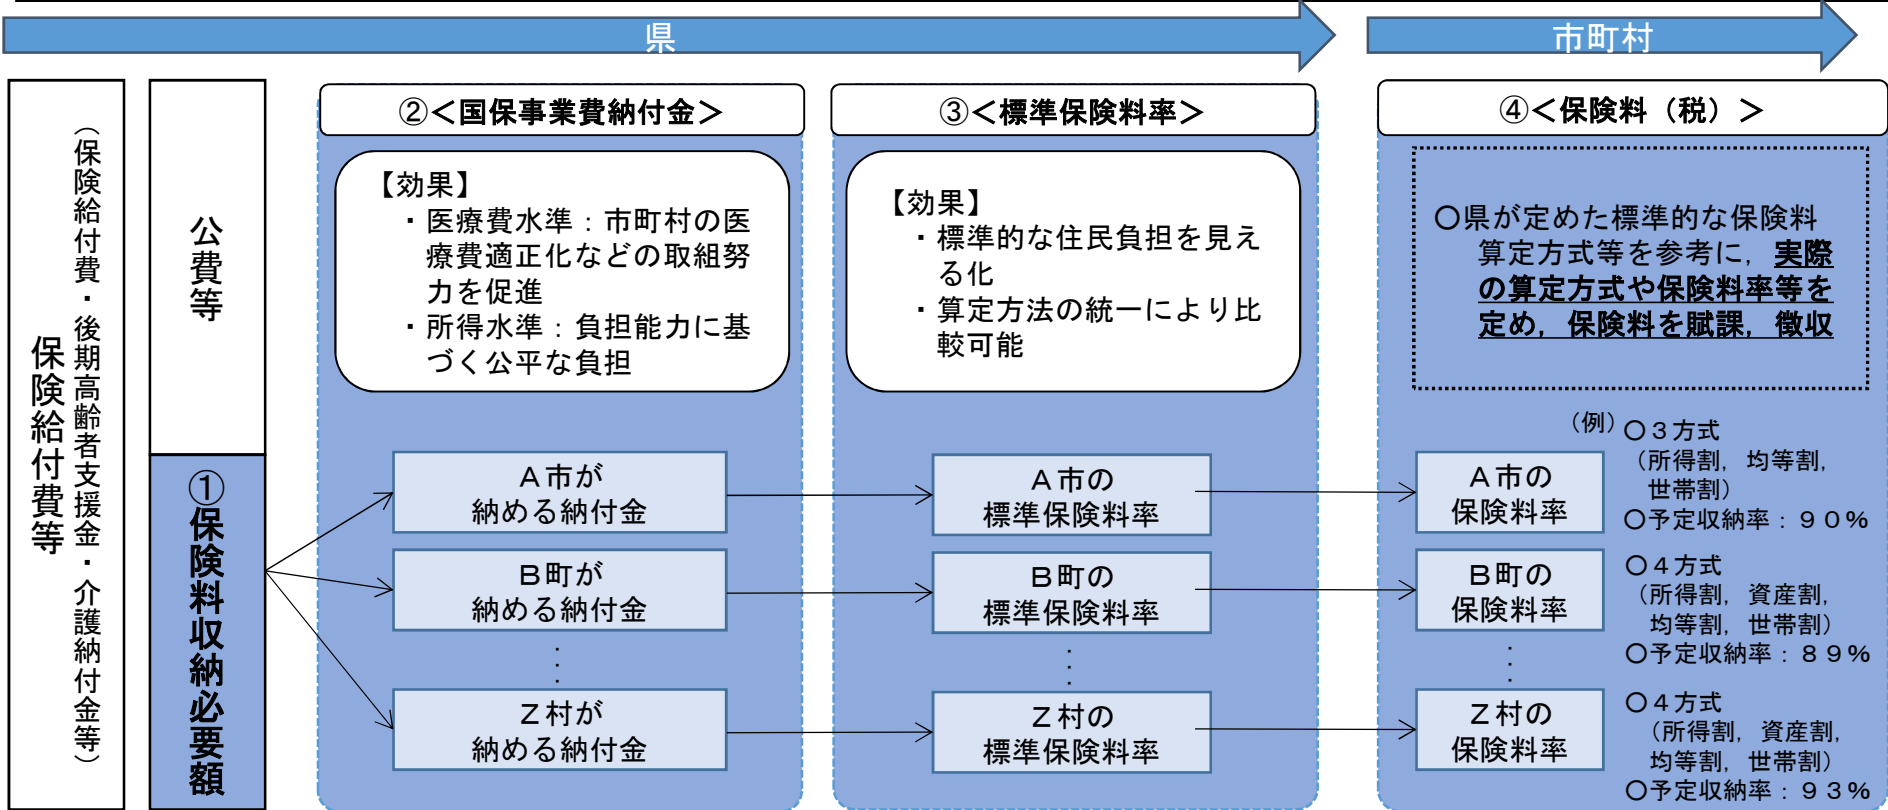 県
市町村
保険給付費等
（保険給付費・後期高齢者支援金・介護納付金等）
公費等
①保険料収納必要額
②＜国保事業費納付金＞
【効果】
・医療費水準：市町村の医
療費適正化などの取組努
力を促進
・所得水準：負担能力に基
づく公平な負担
A市が
納める納付金
B町が
納める納付金
⋮
Z村が
納める納付金
③＜標準保険料率＞
【効果】
・標準的な住民負担を見え
る化
・算定方法の統一により比
較可能
A市の
標準保険料率
B町の
標準保険料率
⋮
Z村の
標準保険料率
④＜保険料（税）＞
○県が定めた標準的な保険料
算定方式等を参考に，実際
の算定方式や保険料率等を
定め，保険料を賦課，徴収
（例）
A市の
保険料率
○３方式
（所得割，均等割，
世帯割）
○予定収納率：９０％
B町の
保険料率
○４方式
（所得割，資産割，
均等割，世帯割）
○予定収納率：８９％
⋮
Z村の
保険料率
○４方式
（所得割，資産割，
均等割，世帯割）
○予定収納率：９３％